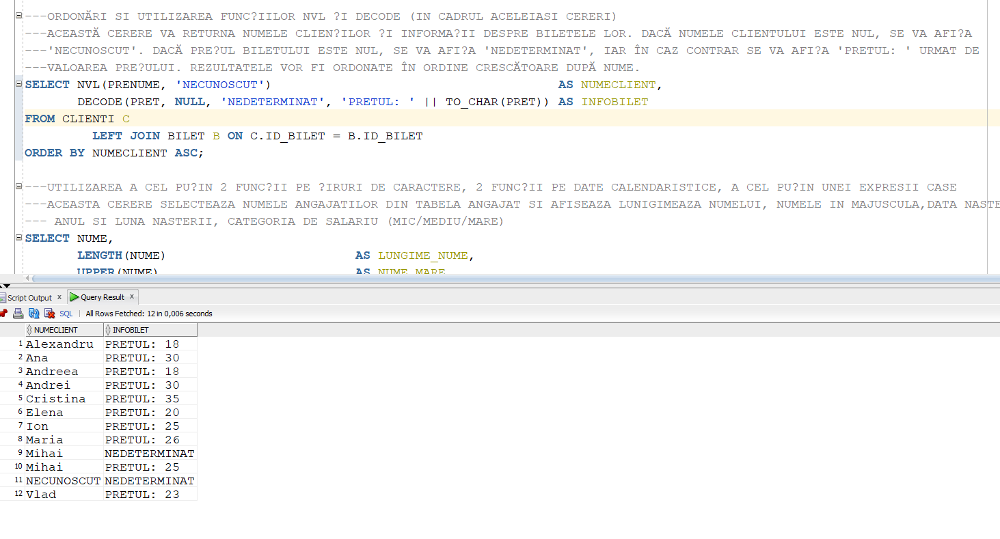 ---ORDONĂRI SI UTILIZAREA FUNC?IILOR NVL ?I DECODE (IN CADRUL ACELEIASI CERERI)
---ACEASTĂ CERERE VA RETURNA NUMELE CLIEN?ILOR ?I INFORMA?II DESPRE BILETELE LOR. DACĂ NUMELE CLIENTULUI ESTE NUL, SE VA AFI?A
---'NECUNOSCUT'. DACĂ PRE?UL BILETULUI ESTE NUL, SE VA AFI?A 'NEDETERMINAT', IAR ÎN CAZ CONTRAR SE VA AFI?A 'PRETUL: ' URMAT DE
---VALOAREA PRE?ULUI. REZULTATELE VOR FI ORDONATE ÎN ORDINE CRESCĂTOARE DUPĂ NUME.
SELECT NVL(PRENUME, 'NECUNOSCUT') AS NUMECLIENT,
DECODE(PRET, NULL, 'NEDETERMINAT', 'PRETUL: ' || TO_CHAR(PRET)) AS INFOBILET
FROM CLIENTI C
LEFT JOIN BILET B ON C.ID_BILET = B.ID_BILET
ORDER BY NUMECLIENT ASC;
---UTILIZAREA A CEL PU?IN 2 FUNC?II PE ?IRURI DE CARACTERE, 2 FUNC?II PE DATE CALENDARISTICE, A CEL PU?IN UNEI EXPRESII CASE
---ACEASTA CERERE SELECTEAZA NUMELE ANGAJATILOR DIN TABELA ANGAJAT SI AFISEAZA LUNIGIMEAZA NUMELUI, NUMELE IN MAJUSCULA,DATA NASTE
--- ANUL SI LUNA NASTERII, CATEGORIA DE SALARIU (MIC/MEDIU/MARE)
SELECT NUME,
LENGTH(NUME) AS LUNGIME_NUME,
UPPER(NUME) AS NUME_MARE
Script Output x Query Result x
SQL | All Rows Fetched: 12 in 0,006 seconds
NUMECLIENT INFOBILET
1 Alexandru PRETUL: 18
2 Ana PRETUL: 30
3 Andreea PRETUL: 18
4 Andrei PRETUL: 30
5 Cristina PRETUL: 35
6 Elena PRETUL: 20
7 Ion PRETUL: 25
8 Maria PRETUL: 26
9 Mihai NEDETERMINAT
10 Mihai PRETUL: 25
11 NECUNOSCUT NEDETERMINAT
12 Vlad PRETUL: 23